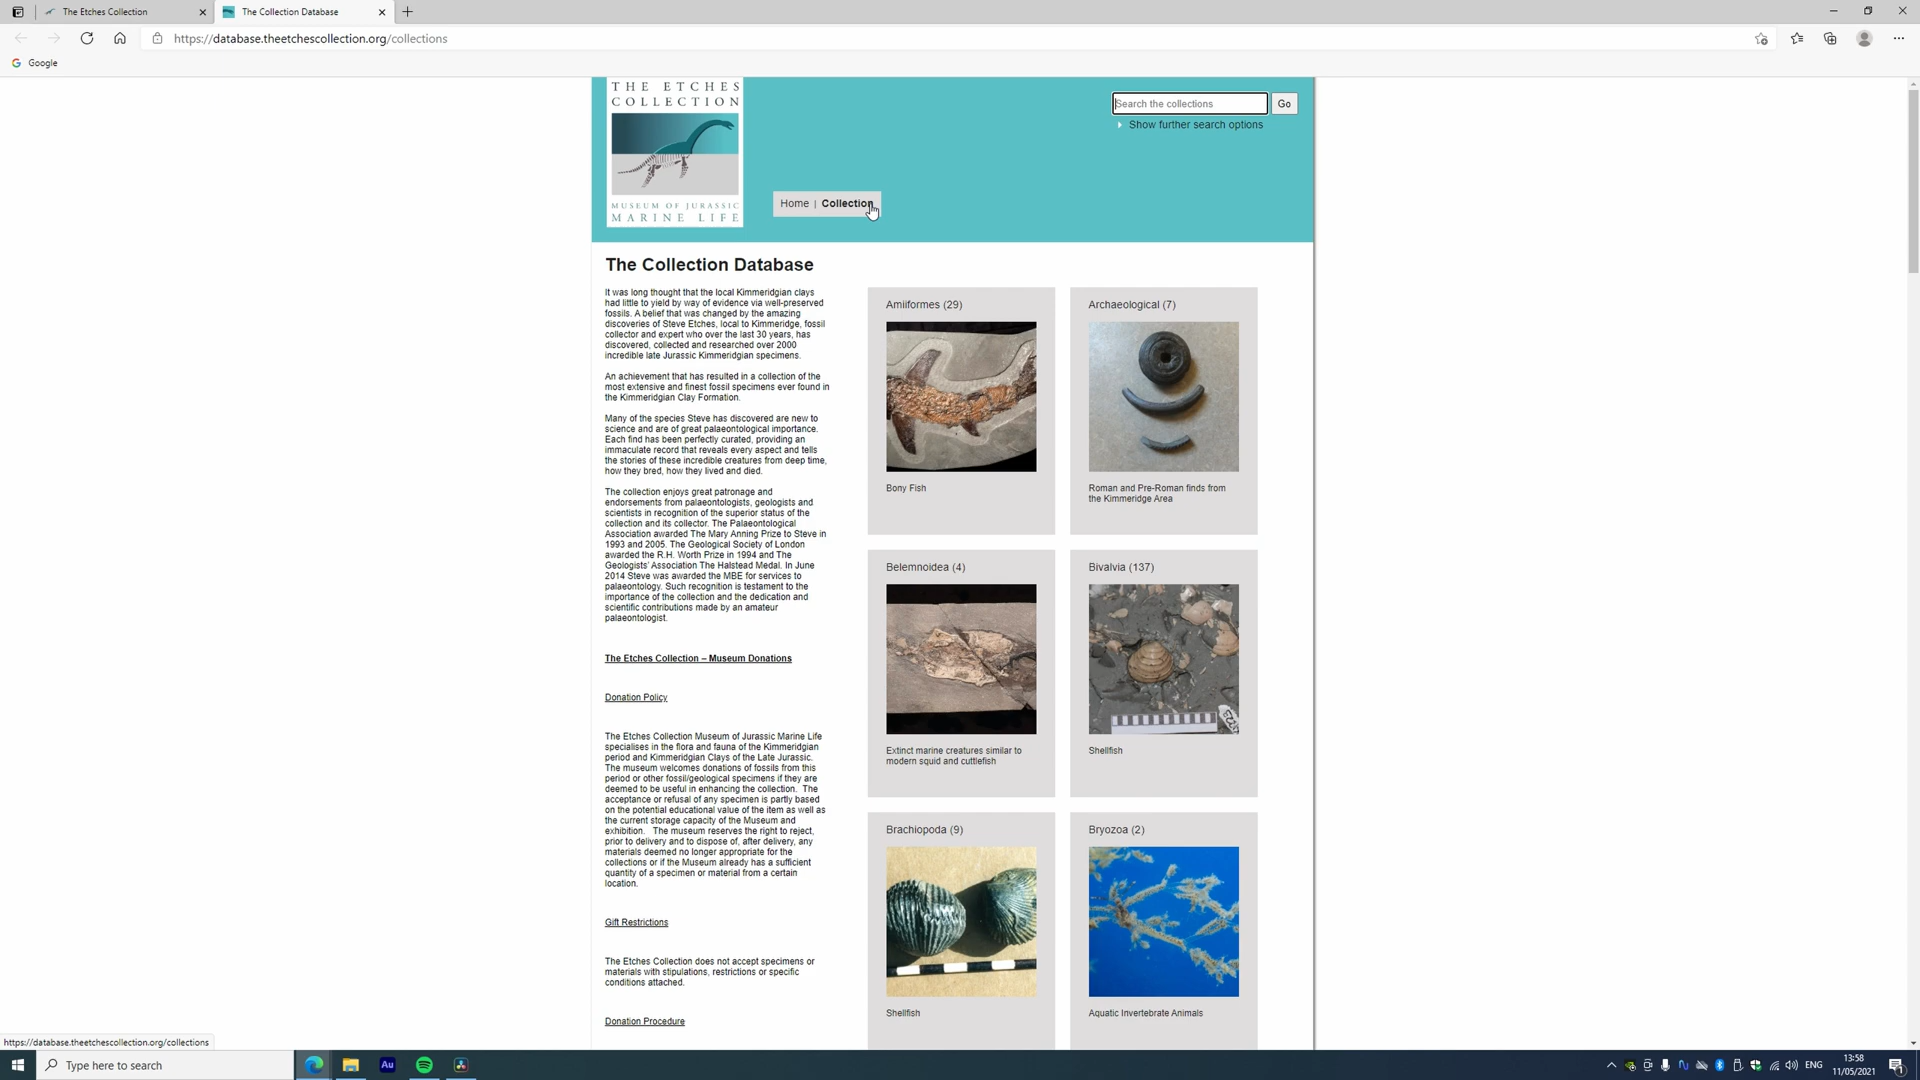 The Etches Collection
The Collection Database
https://database.theetchescollection.org/collections
Google
THE ETCHES
COLLECTION
MUSEUM OF JURASSIC
MARINE LIFE
Search the collections
Go
Show further search options
Home | Collection
The Collection Database
It was long thought that the local Kimmeridgian clays
had little to yield by way of evidence via well-preserved
fossils. A belief that was changed by the amazing
discoveries of Steve Etches, local to Kimmeridge, fossil
collector and expert who over the last 30 years, has
discovered, collected and researched over 2000
incredible late Jurassic Kimmeridgian specimens.
An achievement that has resulted in a collection of the
most extensive and finest fossil specimens ever found in
the Kimmeridgian Clay Formation.
Many of the species Steve has discovered are new to
science and are of great palaeontological importance.
Each find has been perfectly curated, providing an
immaculate record that reveals every aspect and tells
the stories of these incredible creatures from deep time,
how they bred, how they lived and died.
The collection enjoys great patronage and
endorsements from palaeontologists, geologists and
scientists in recognition of the superior status of the
collection and its collector. The Palaeontological
Association awarded The Mary Anning Prize to Steve in
1993 and 2005. The Geological Society of London
awarded the R.H. Worth Prize in 1994 and The
Geologists' Association The Halstead Medal. In June
2014 Steve was awarded the MBE for services to
palaeontology. Such recognition is testament to the
importance of the collection and the dedication and
scientific contributions made by an amateur
palaeontologist.
The Etches Collection – Museum Donations
Donation Policy
The Etches Collection Museum of Jurassic Marine Life
specialises in the flora and fauna of the Kimmeridgian
period and Kimmeridgian Clays of the Late Jurassic.
The museum welcomes donations of fossils from this
period or other fossil/geological specimens if they are
deemed to be useful in enhancing the collection. The
acceptance or refusal of any specimen is partly based
on the potential educational value of the item as well as
the current storage capacity of the Museum and
exhibition. The museum reserves the right to reject,
prior to delivery and to dispose of, after delivery, any
materials deemed no longer appropriate for the
collections or if the Museum already has a sufficient
quantity of a specimen or material from a certain
location.
Gift Restrictions
The Etches Collection does not accept specimens or
materials with stipulations, restrictions or specific
conditions attached.
Donation Procedure
Amiiformes (29)
Bony Fish
Archaeological (7)
Roman and Pre-Roman finds from
the Kimmeridge Area
Belemnoidea (4)
Extinct marine creatures similar to
modern squid and cuttlefish
Bivalvia (137)
Shellfish
Brachiopoda (9)
Shellfish
Bryozoa (2)
Aquatic Invertebrate Animals
https://database.theetchescollection.org/collections
Type here to search
Au
ENG
13:58
11/05/2021